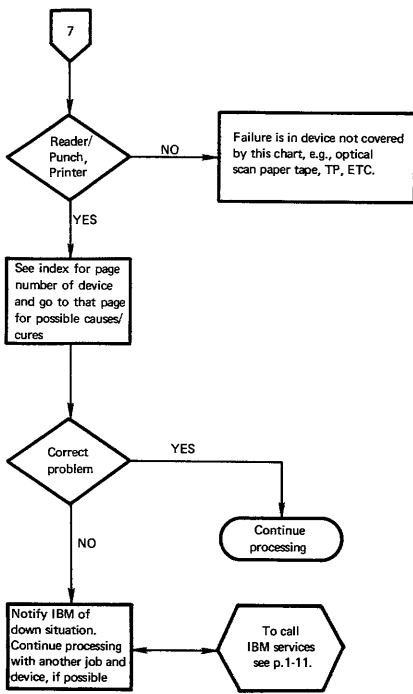 7
Reader/
Punch,
Printer
NO
Failure is in device not covered
by this chart, e.g., optical
scan paper tape, TP, ETC.
YES
See index for page
number of device
and go to that page
for possible causes/
cures
Correct
problem
YES
Continue
processing
NO
Notify IBM of
down situation.
Continue processing
with another job and
device, if possible
To call
IBM services
see p.1-11.